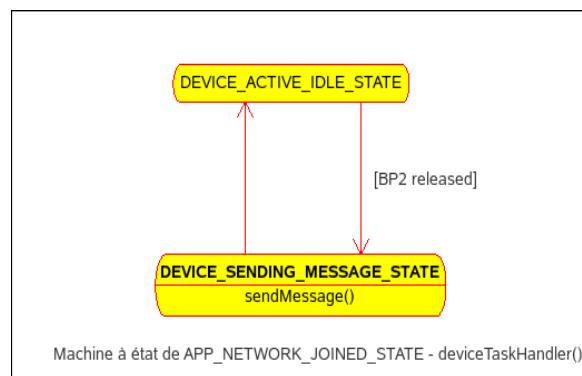 DEVICE_ACTIVE_IDLE_STATE
[BP2 released]
DEVICE_SENDING_MESSAGE_STATE
sendMessage()
Machine à état de APP_NETWORK_JOINED_STATE - deviceTaskHandler()